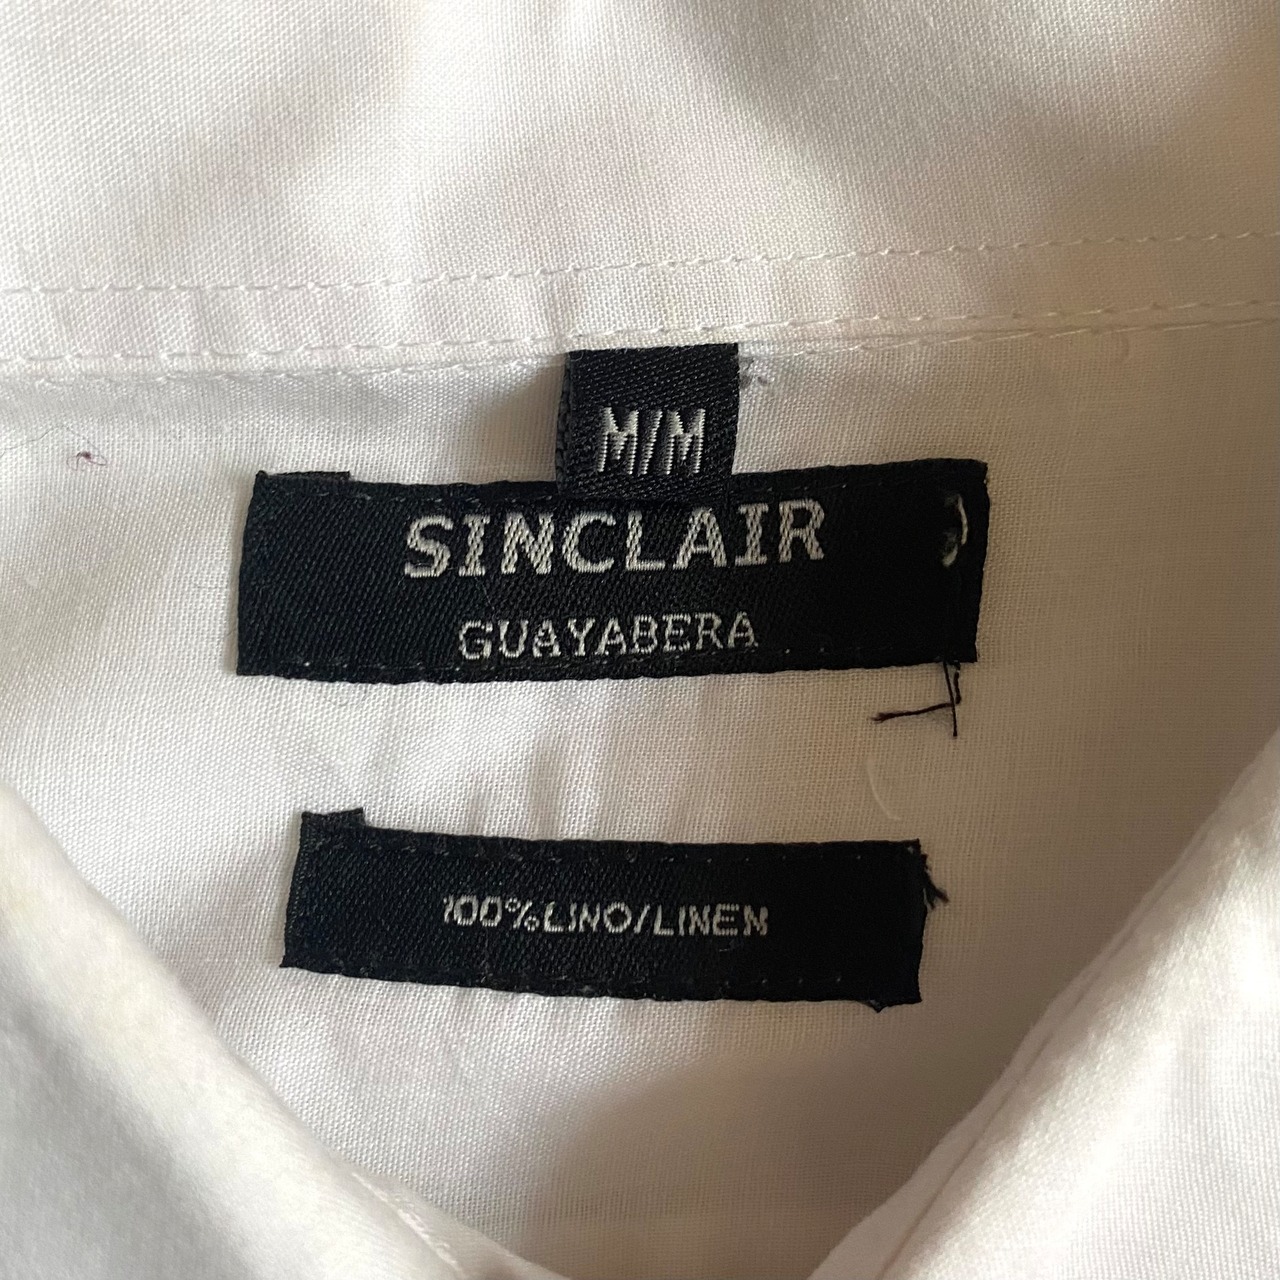 M/M
SINCLAIR
GUAYABERA
100%LINO/LINEN